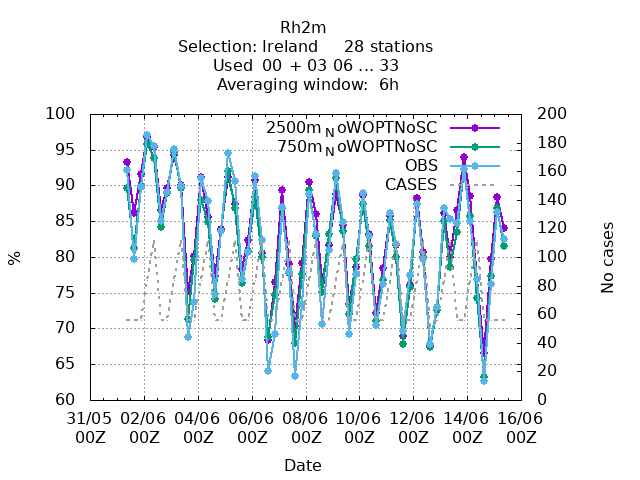 Rh2m
Selection: Ireland     28 stations
Used  00  + 03 06 ... 33
Averaging window:  6h
100 200
2500mNoWOPTNoSC
750mNoWOPTNoSC
OBS
CASES
95 180
90 160
85 140
80 120
75 100
70 80
65 60
60 40
20
0
%
No cases
31/05 02/06 04/06 06/06 08/06 10/06 12/06 14/06 16/06
00Z 00Z 00Z 00Z 00Z 00Z 00Z 00Z 00Z
Date